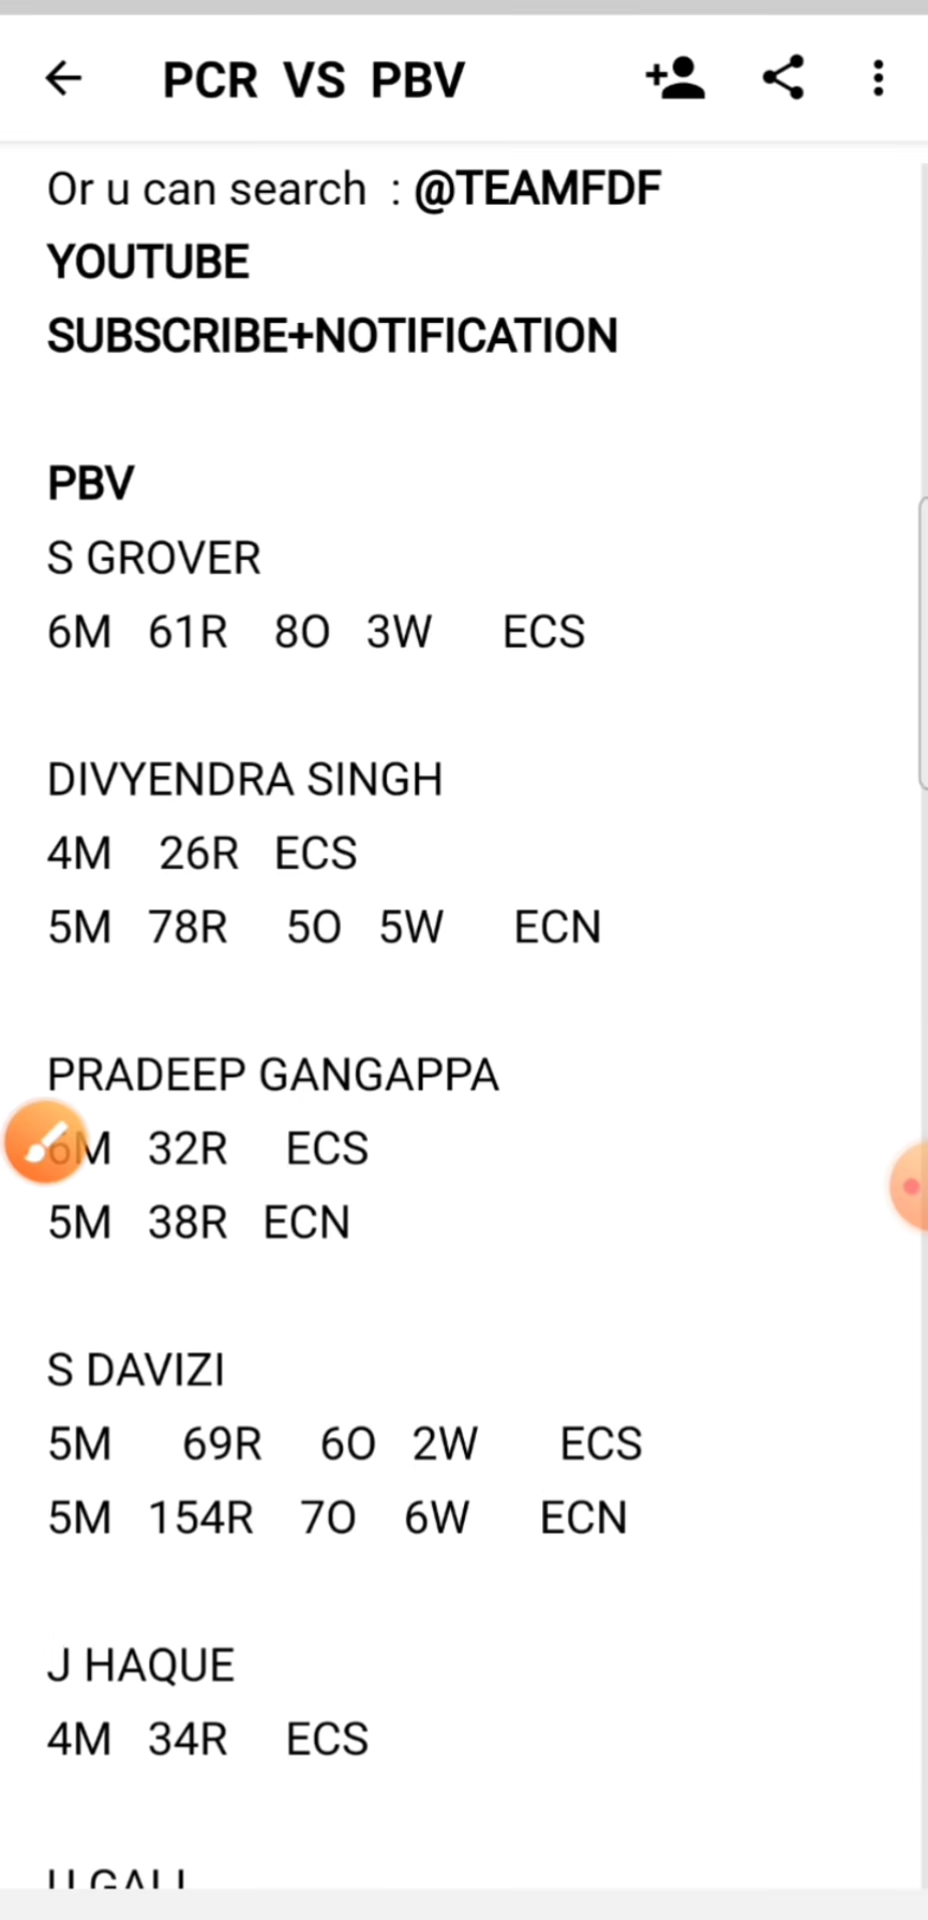 PCR VS PBV
Or u can search : @TEAMFDF
YOUTUBE
SUBSCRIBE+NOTIFICATION
PBV
S GROVER
6M 61R 8O 3W ECS
DIVYENDRA SINGH
4M 26R ECS
5M 78R 5O 5W ECN
PRADEEP GANGAPPA
6M 32R ECS
5M 38R ECN
S DAVIZI
5M 69R 6O 2W ECS
5M 154R 7O 6W ECN
J HAQUE
4M 34R ECS